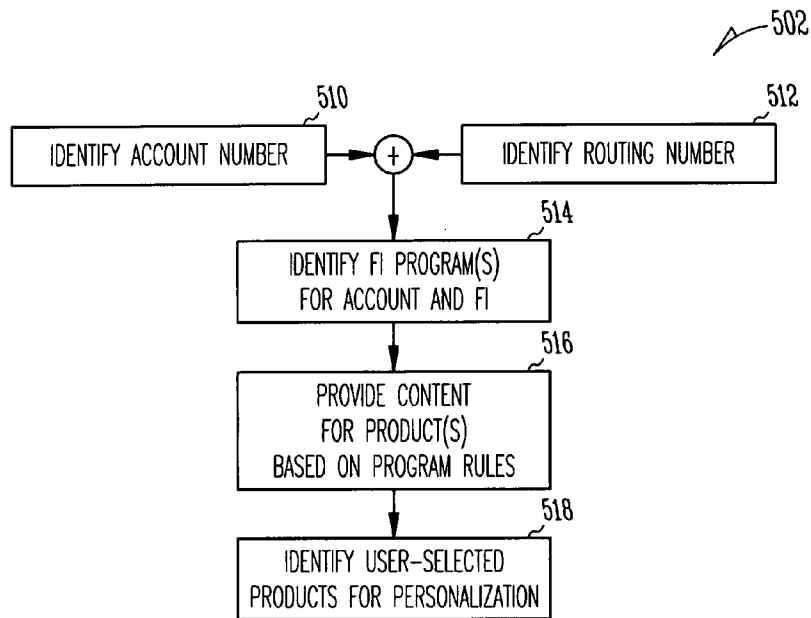 502
510
512
IDENTIFY ACCOUNT NUMBER
+
IDENTIFY ROUTING NUMBER
514
IDENTIFY FI PROGRAM(S)
FOR ACCOUNT AND FI
516
PROVIDE CONTENT
FOR PRODUCT(S)
BASED ON PROGRAM RULES
518
IDENTIFY USER-SELECTED
PRODUCTS FOR PERSONALIZATION